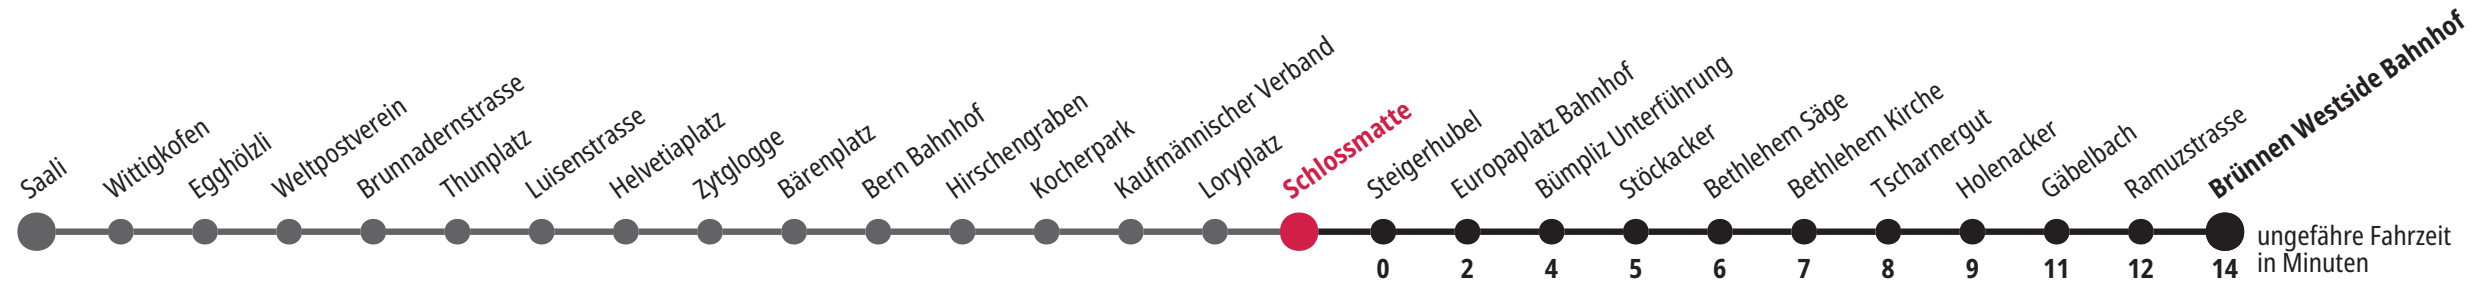 Saali
Wittigkofen
Egghölzli
Weltpostverein
Brunnadernstrasse
Thunplatz
Luisenstrasse
Helvetiaplatz
Zytglogge
Bärenplatz
Bern Bahnhof
Hirschengraben
Kocherpark
Kaufmännischer Verband
Loryplatz
Schlossmatte
Steigerhubel
Europaplatz Bahnhof
Bümpliz Unterführung
Stöckacker
Bethlehem Säge
Bethlehem Kirche
Tscharnergut
Holenacker
Gäbelbach
Ramuzstrasse
Brünnen Westside Bahnhof
0 2 4 5 6 7 8 9 11 12 14
ungefähre Fahrzeit
in Minuten